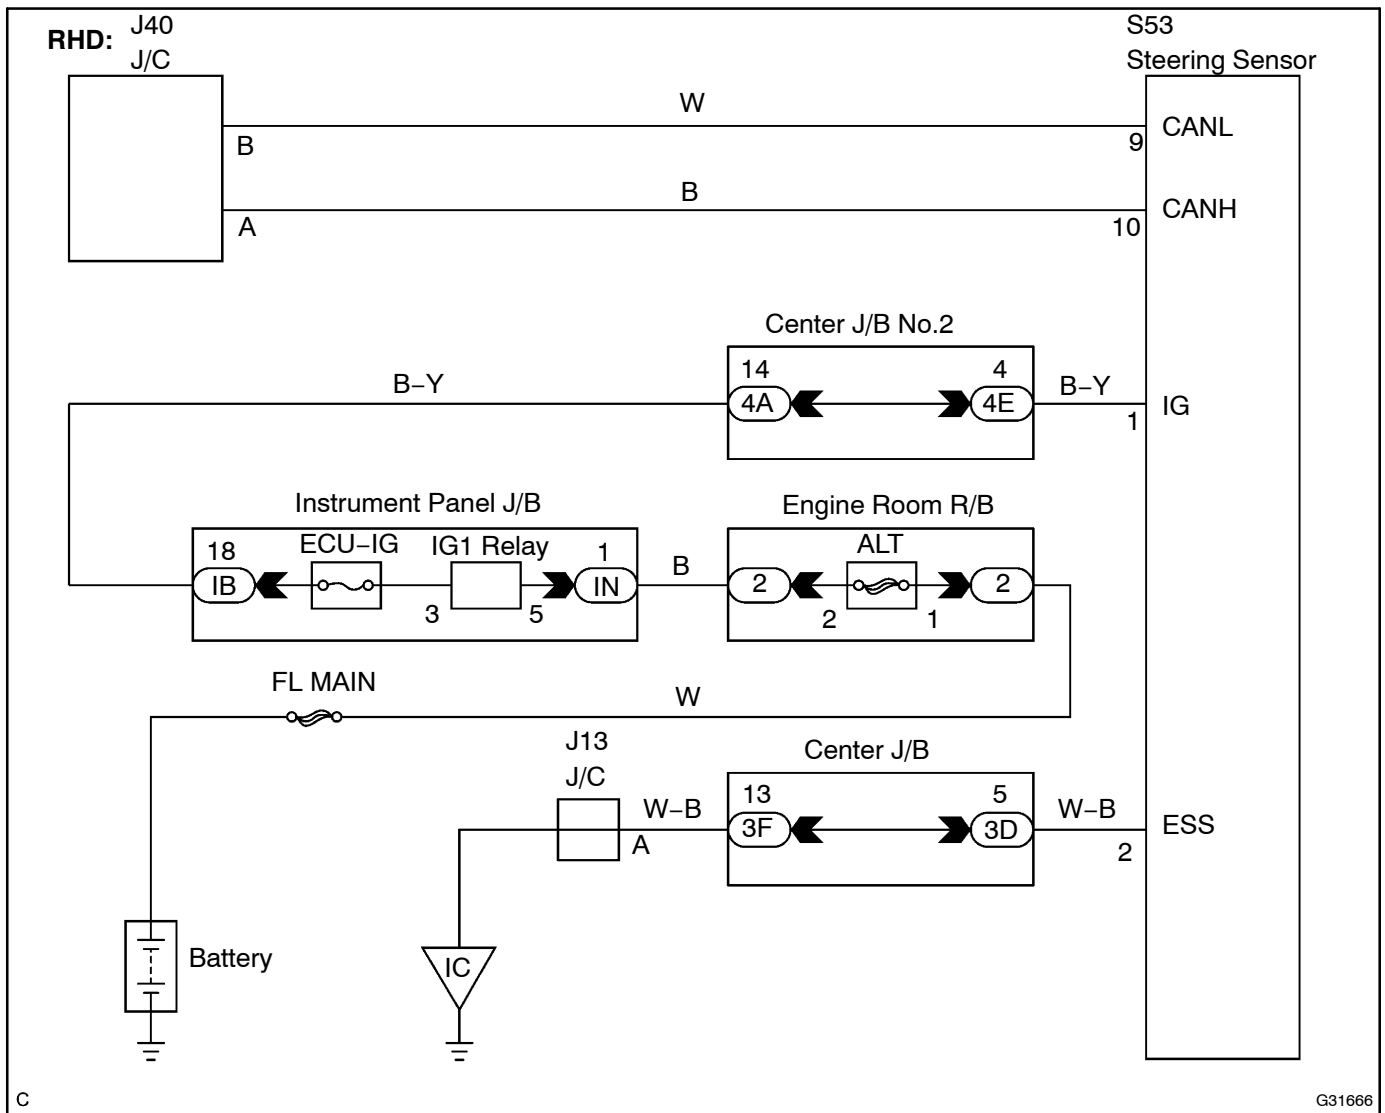 RHD:
J40
J/C
S53
Steering Sensor
W
B
9
CANL
B
A
10
CANH
Center J/B No.2
14
4
B–Y
4A
4E
B–Y
1
IG
Instrument Panel J/B
Engine Room R/B
18
ECU–IG
IG1 Relay
1
ALT
IB
IN
B
2
2
3
5
2
1
FL MAIN
W
J13
J/C
Center J/B
13
5
W–B
3F
3D
W–B
A
2
ESS
Battery
IC
C
G31666